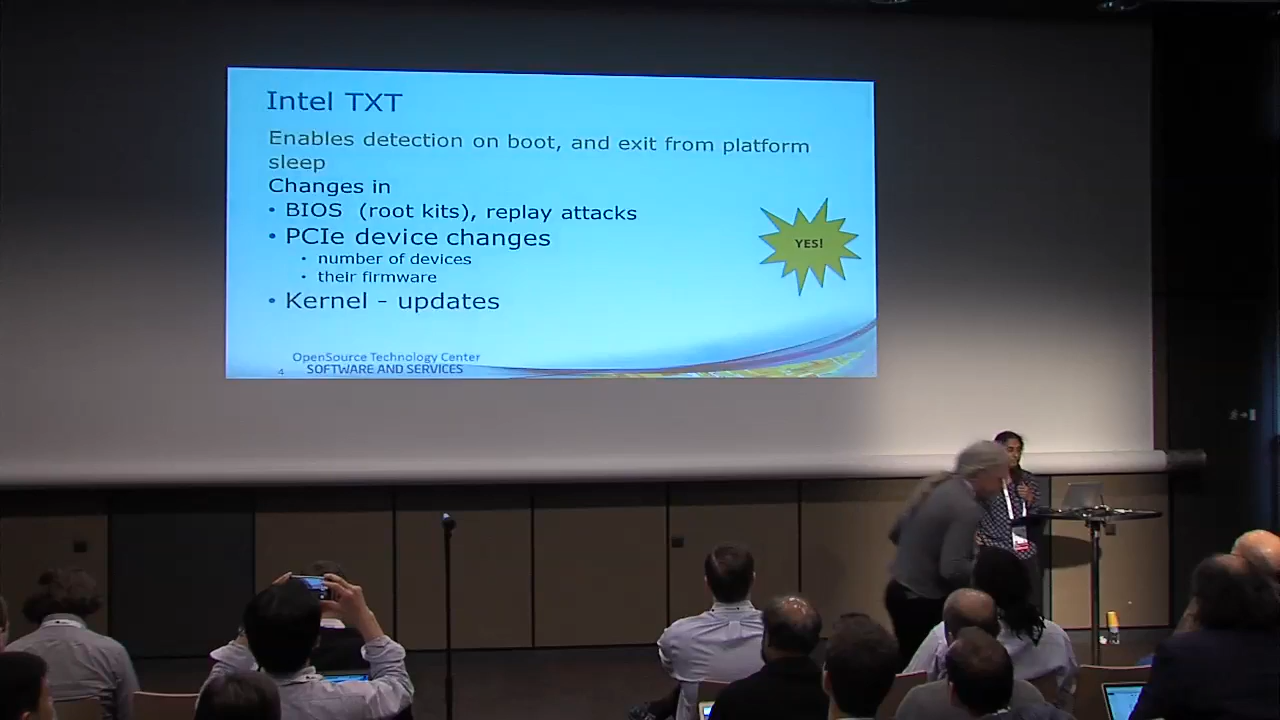 Intel TXT
Enables detection on boot, and exit from platform
sleep
Changes in
• BIOS (root kits), replay attacks
• PCIe device changes
• number of devices
• their firmware
• Kernel - updates
YES!
OpenSource Technology Center
4 SOFTWARE AND SERVICES